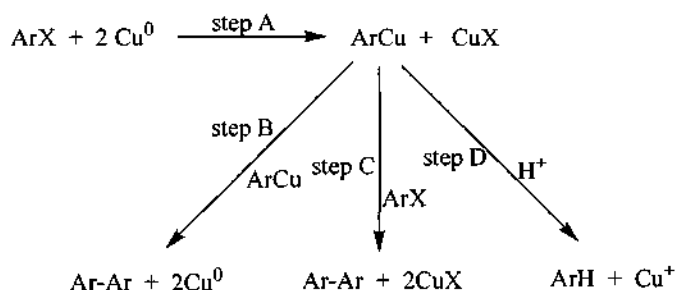 ArX + 2 Cu⁰ step A ArCu + CuX
step B ArCu
step C ArX
step D H⁺
Ar-Ar + 2Cu⁰ Ar-Ar + 2CuX ArH + Cu⁺